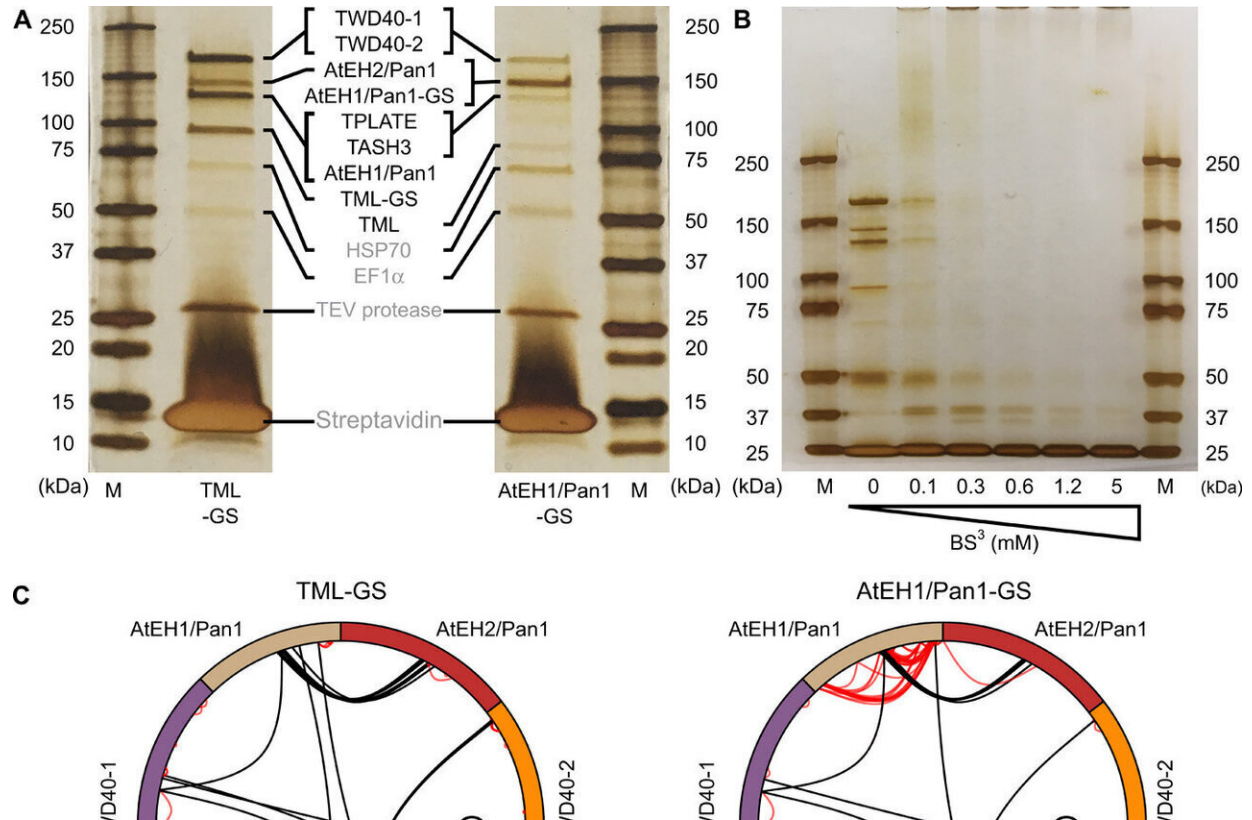 A
250
150
100
75
50
37
25
20
15
10
(kDa)
M
TML
-GS
TWD40-1
TWD40-2
AtEH2/Pan1
AtEH1/Pan1-GS
TPLATE
TASH3
AtEH1/Pan1
TML-GS
TML
HSP70
EF1α
TEV protease
Streptavidin
AtEH1/Pan1
-GS
M
250
150
100
75
50
37
25
20
15
10
(kDa)
B
250
150
100
75
50
37
25
(kDa)
M
0
0.1
0.3
0.6
1.2
5
M
250
150
100
75
50
37
25
(kDa)
BS³ (mM)
C
TML-GS
AtEH1/Pan1
AtEH2/Pan1
D40-1
D40-2
AtEH1/Pan1-GS
AtEH1/Pan1
AtEH2/Pan1
D40-1
D40-2